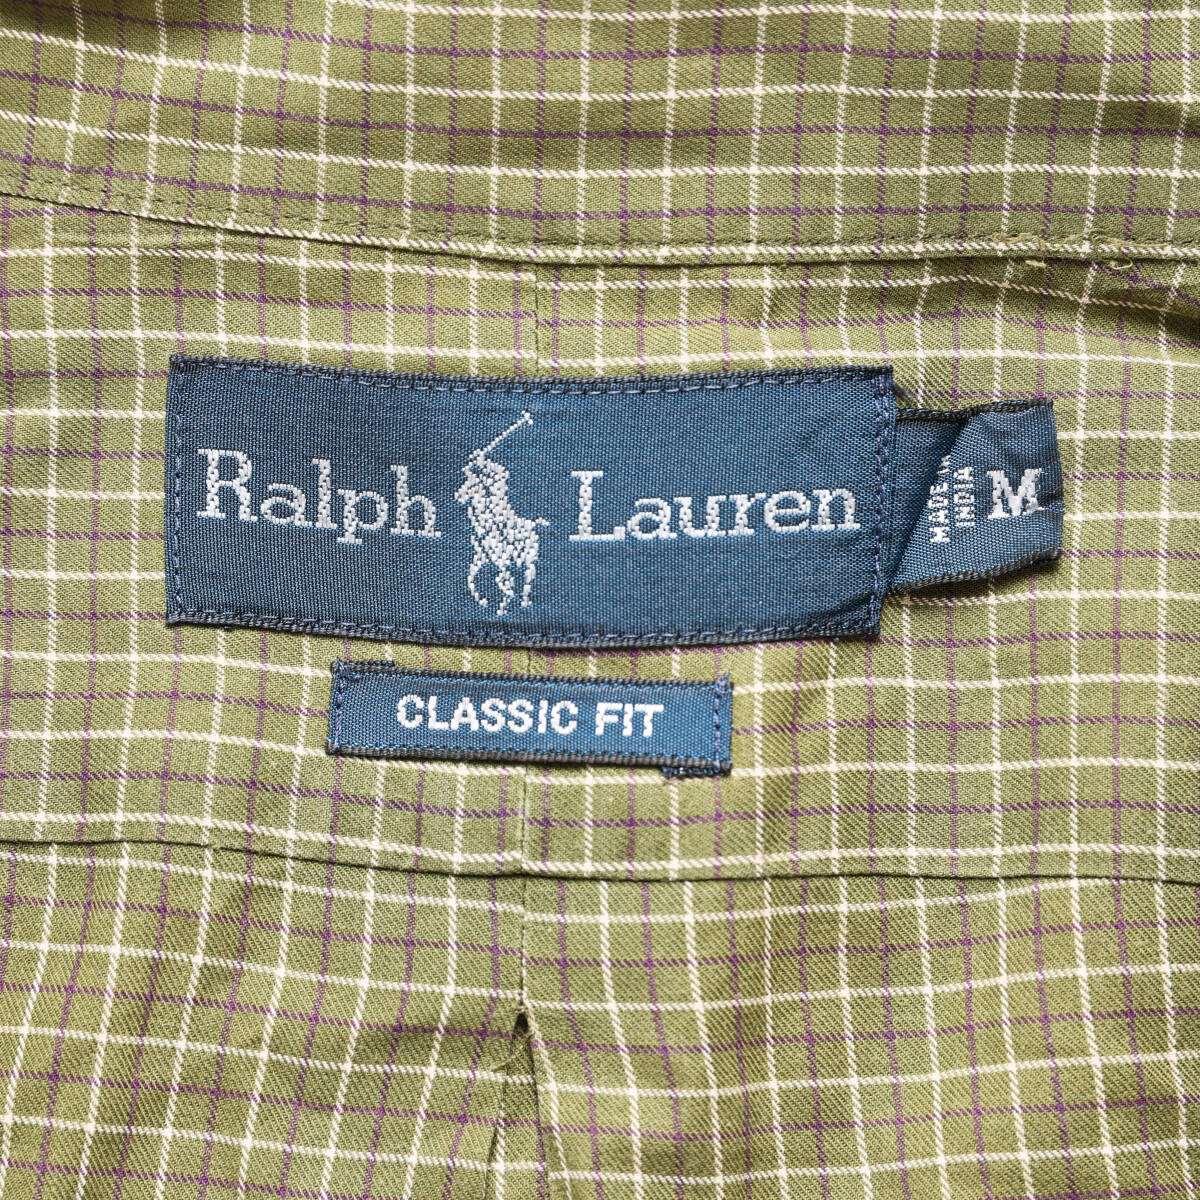 Ralph Lauren
MADE IN
INDIA
M
CLASSIC FIT